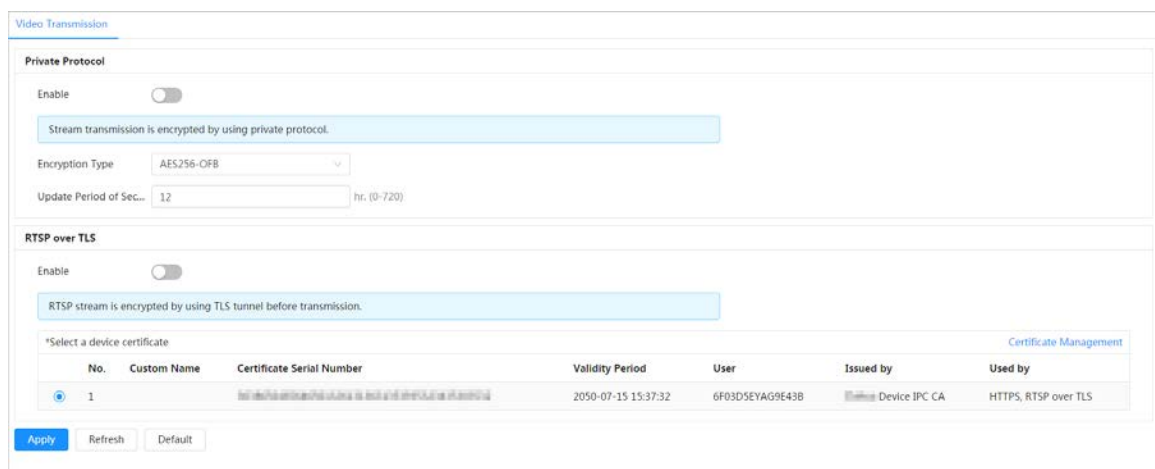 Video Transmission
Private Protocol
Enable
Stream transmission is encrypted by using private protocol.
Encryption Type AES256-OFB
Update Period of Sec... 12 hr. (0-720)
RTSP over TLS
Enable
RTSP stream is encrypted by using TLS tunnel before transmission.
*Select a device certificate Certificate Management
No. Custom Name Certificate Serial Number Validity Period User Issued by Used by
1 2050-07-15 15:37:32 6F03D5EYAG9E43B Device IPC CA HTTPS, RTSP over TLS
Apply Refresh Default